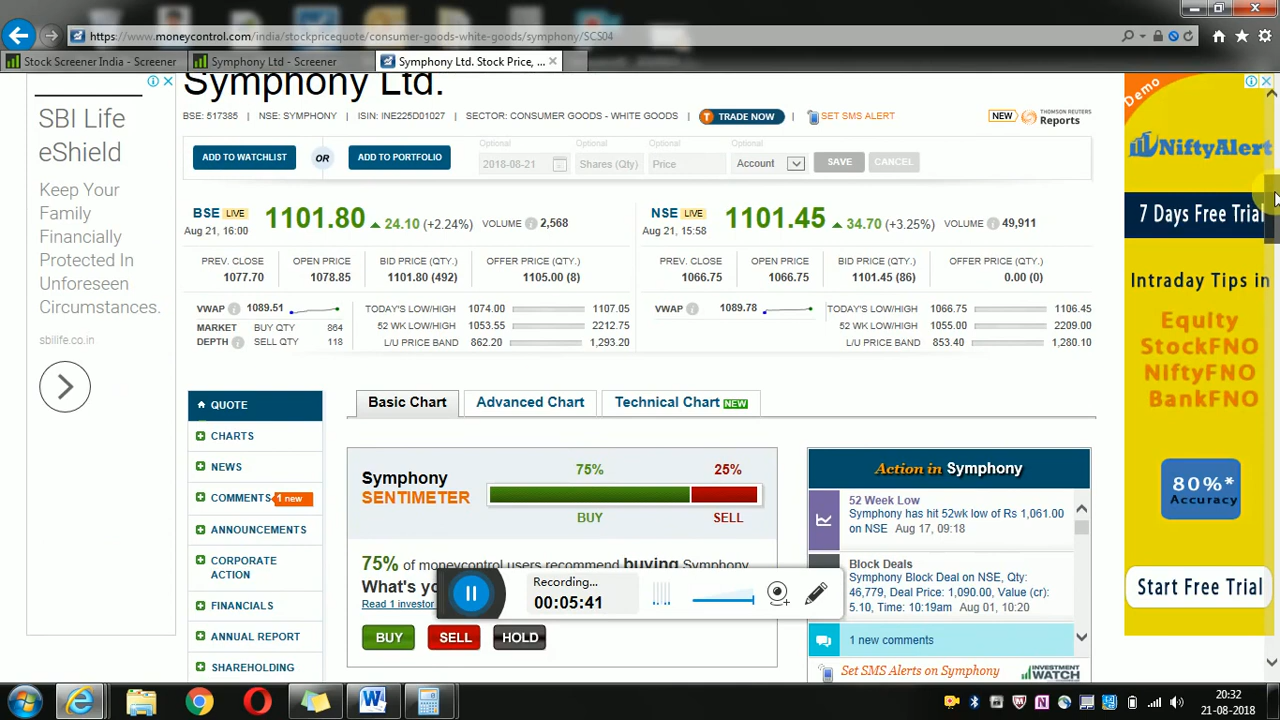 https://www.moneycontrol.com/india/stockpricequote/consumer-goods-white-goods/symphony/SCS04
Stock Screener India - Screener
Symphony Ltd - Screener
Symphony Ltd. Stock Price, ...
Symphony Ltd.
BSE: 517385 | NSE: SYMPHONY | ISIN: INE225D01027 | SECTOR: CONSUMER GOODS - WHITE GOODS | TRADE NOW | SET SMS ALERT
NEW THOMSON REUTERS Reports
ADD TO WATCHLIST OR ADD TO PORTFOLIO
Optional Optional Optional
2018-08-21 Shares (Qty) Price Account SAVE CANCEL
BSE LIVE 1101.80 24.10 (+2.24%) VOLUME 2,568
Aug 21, 16:00
PREV. CLOSE OPEN PRICE BID PRICE (QTY.) OFFER PRICE (QTY.)
1077.70 1078.85 1101.80 (492) 1105.00 (8)
VWAP 1089.51 TODAY'S LOW/HIGH 1074.00 1107.05
MARKET DEPTH BUY QTY 864 52 WK LOW/HIGH 1053.55 2212.75
SELL QTY 118 L/U PRICE BAND 862.20 1,293.20
NSE LIVE 1101.45 34.70 (+3.25%) VOLUME 49,911
Aug 21, 15:58
PREV. CLOSE OPEN PRICE BID PRICE (QTY.) OFFER PRICE (QTY.)
1066.75 1066.75 1101.45 (86) 0.00 (0)
VWAP 1089.78 TODAY'S LOW/HIGH 1066.75 1106.45
52 WK LOW/HIGH 1055.00 2209.00
L/U PRICE BAND 853.40 1,280.10
SBI Life
eShield
Keep Your
Family
Financially
Protected In
Unforeseen
Circumstances.
sbilife.co.in
QUOTE
CHARTS
NEWS
COMMENTS 1 new
ANNOUNCEMENTS
CORPORATE
ACTION
FINANCIALS
ANNUAL REPORT
SHAREHOLDING
Basic Chart
Advanced Chart
Technical Chart NEW
Symphony
SENTIMETER
75% 25%
BUY SELL
75% of moneycontrol users recommend buying Symphony
What's yo
Read 1 investor
BUY SELL HOLD
Recording...
00:05:41
Action in Symphony
52 Week Low
Symphony has hit 52wk low of Rs 1,061.00
on NSE Aug 17, 09:18
Block Deals
Symphony Block Deal on NSE, Qty:
46,779, Deal Price: 1,090.00, Value (cr):
5.10, Time: 10:19am Aug 01, 10:20
1 new comments
Set SMS Alerts on Symphony
INVESTMENT
WATCH
Demo
NiftyAlert
7 Days Free Trial
Intraday Tips in
Equity
StockFNO
NiftyFNO
BankFNO
80%*
Accuracy
Start Free Trial
20:32
21-08-2018